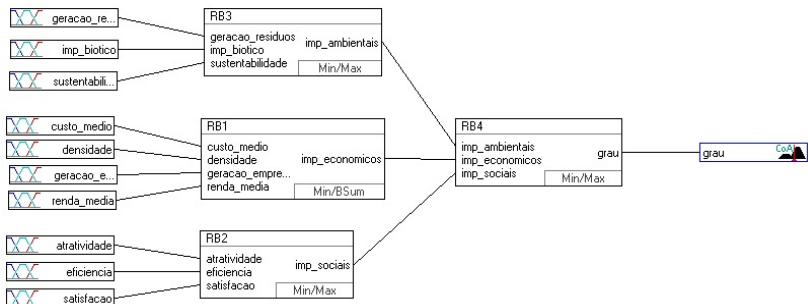 geracao_re...
imp_biotico
sustentabili...
RB3
geracao_residuos
imp_biotico
sustentabilidade
imp_ambientais
Min/Max
custo_medio
densidade
geracao_e...
renda_media
RB1
custo_medio
densidade
geracao_empre...
renda_media
imp_economicos
Min/BSum
atratividade
eficiencia
satisfacao
RB2
atratividade
eficiencia
satisfacao
imp_sociais
Min/Max
RB4
imp_ambientais
imp_economicos
imp_sociais
grau
Min/Max
grau
CoA